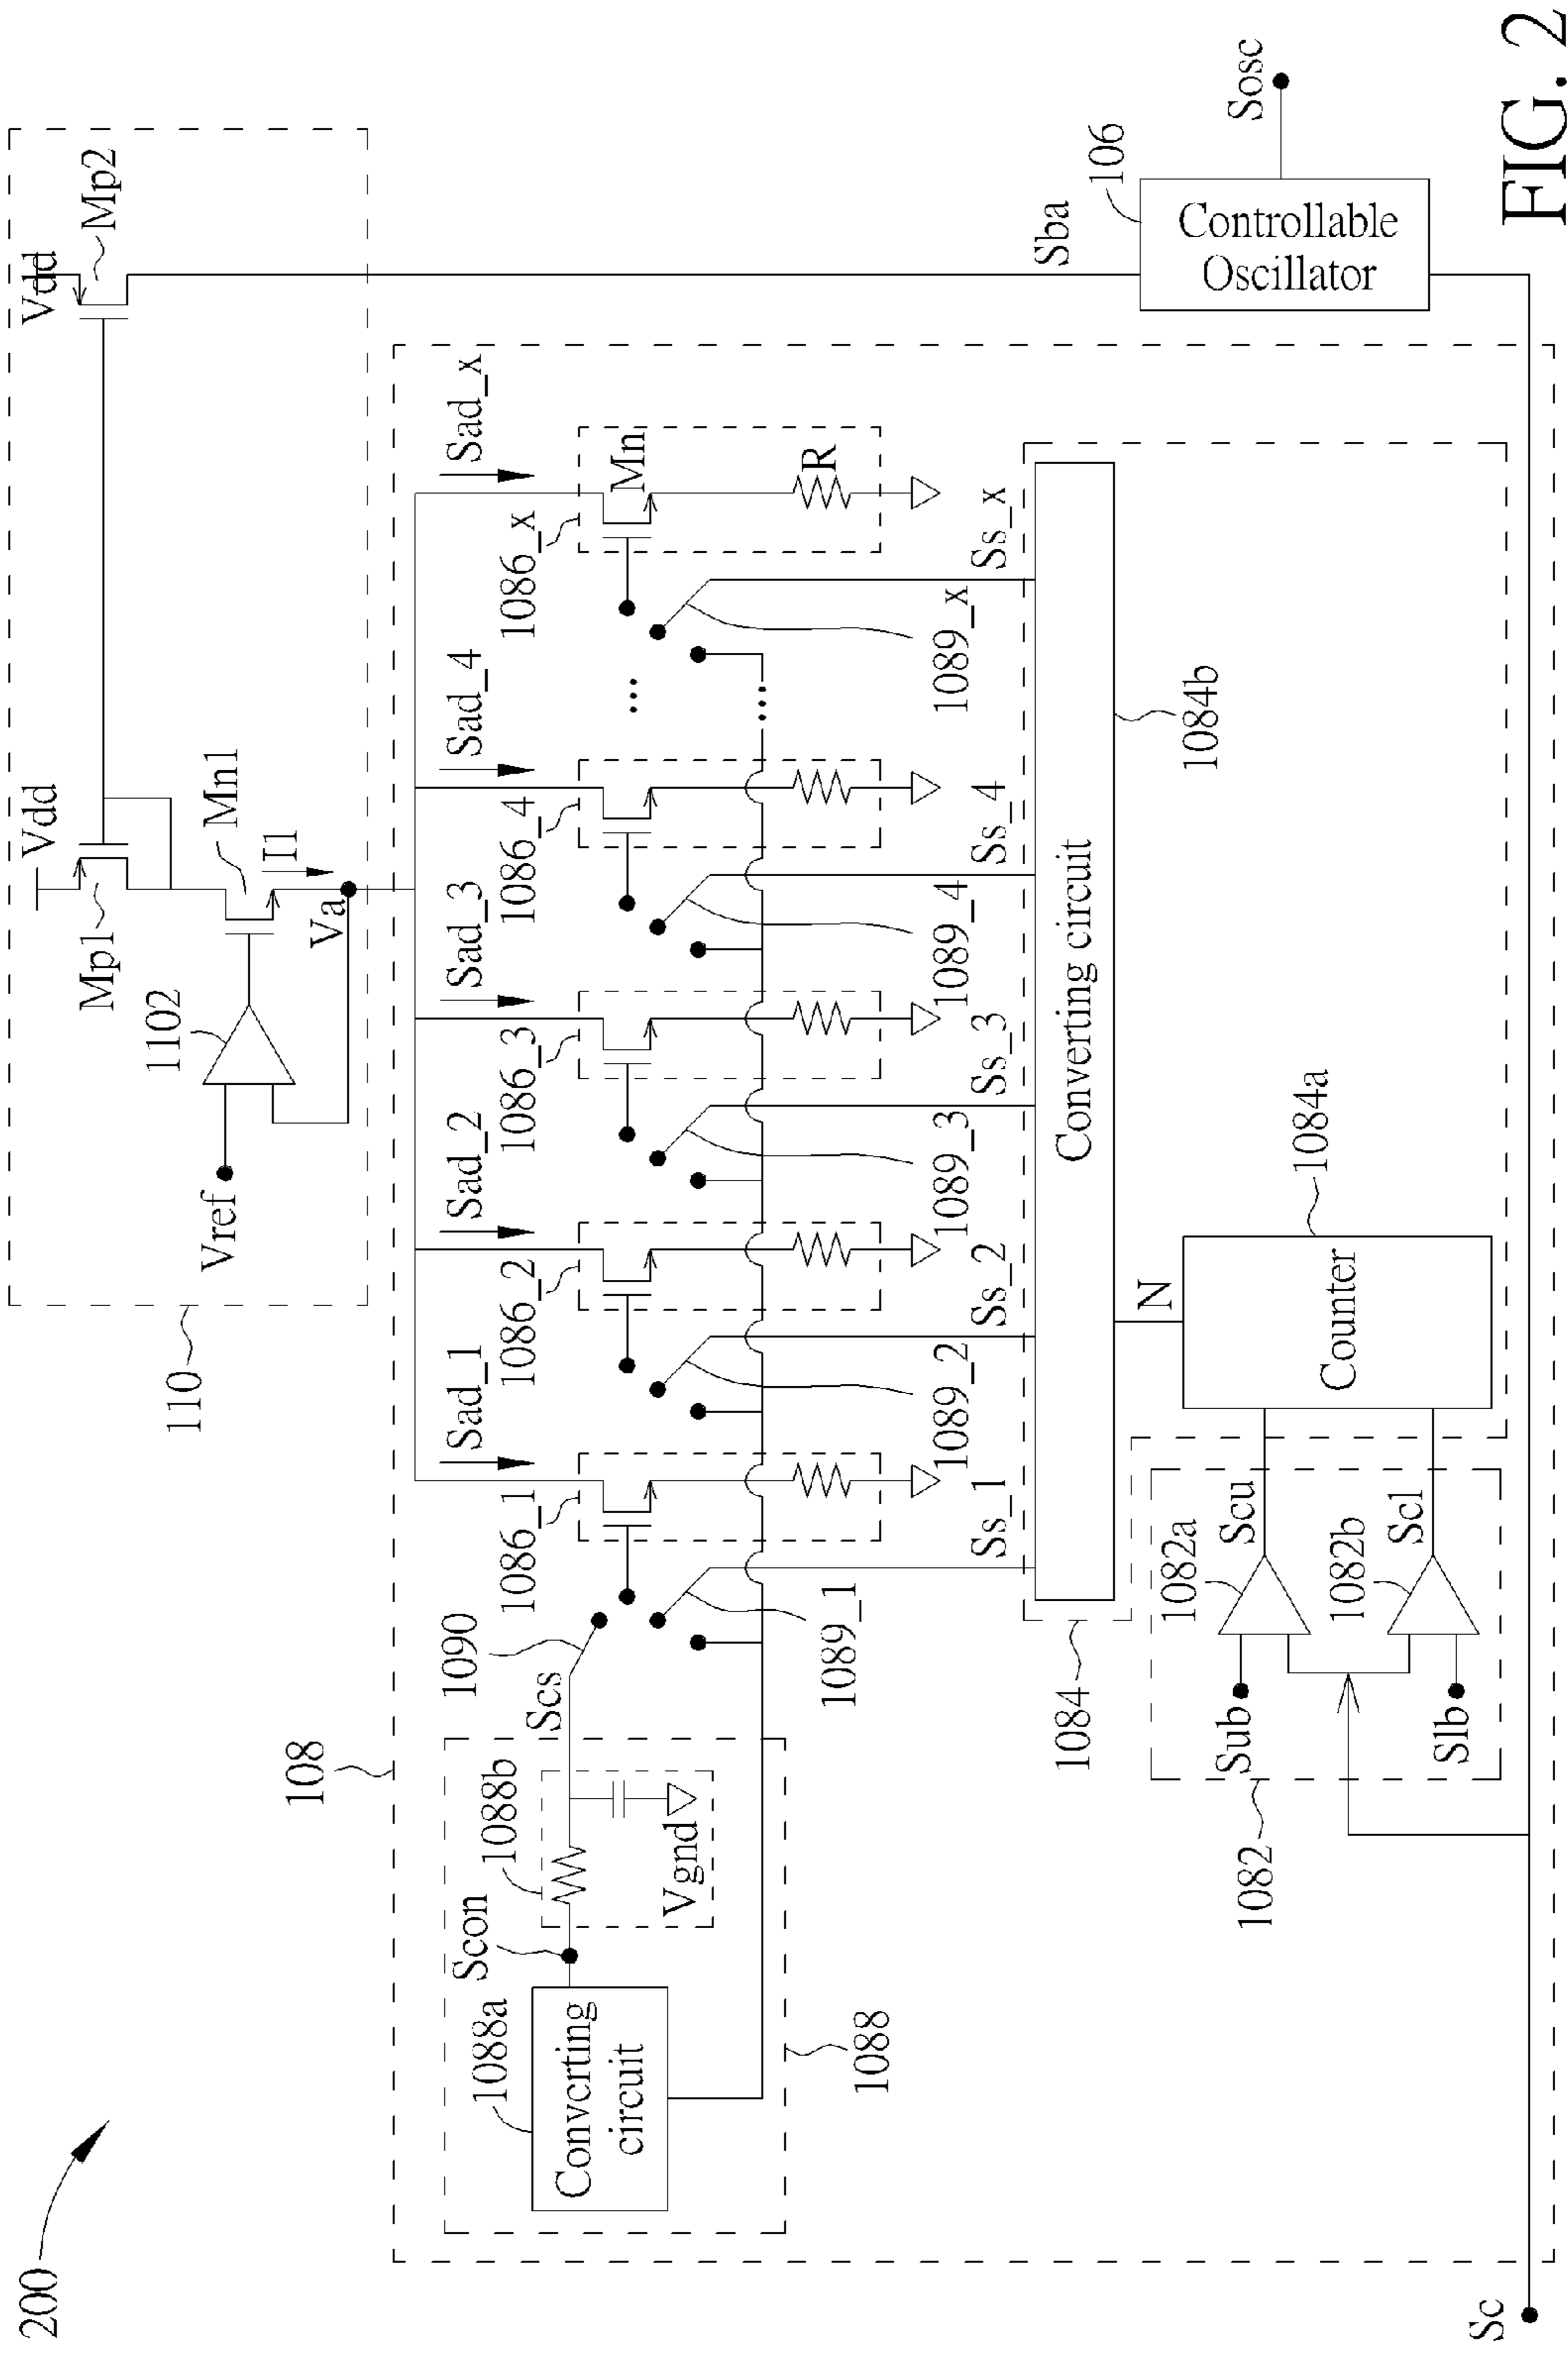 200
110
Vdd
Vdd
Mp1
Mp2
Mn1
1102
Vref
I1
Va
108
Sad_1
Sad_2
Sad_3
Sad_4
Sad_x
1088a
Scon
1088b
Scs
1090
1086_1
1086_2
1086_3
1086_4
1086_x
Mn
R
...
....
Converting
circuit
Vgnd
1088
1089_1
1089_2
1089_3
1089_4
1089_x
Ss_1
Ss_2
Ss_3
Ss_4
Ss_x
Sba
106
Sosc
Controllable
Oscillator
1084
Converting circuit
1084b
N
1082
1082a
Scu
Sub
1082b
Scl
Slb
Counter
1084a
Sc
FIG. 2